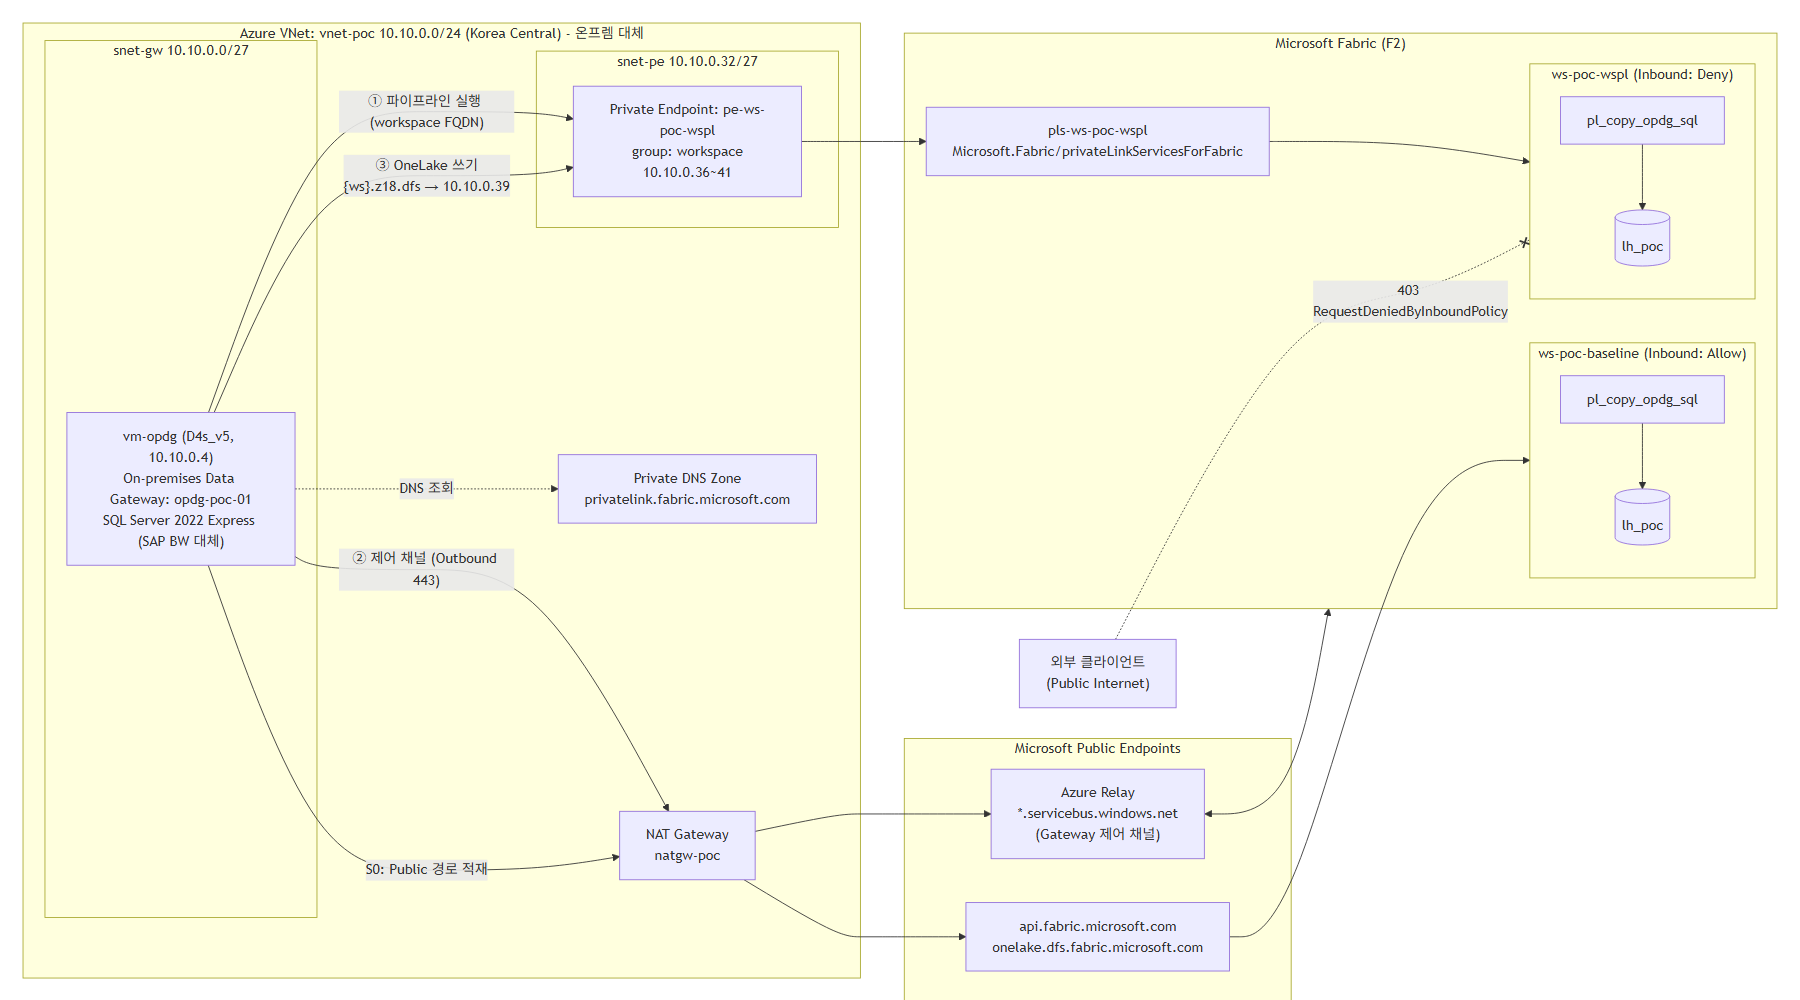 Azure VNet: vnet-poc 10.10.0.0/24 (Korea Central) - 온프렘 대체
snet-gw 10.10.0.0/27
snet-pe 10.10.0.32/27
① 파이프라인 실행
(workspace FQDN)
③ OneLake 쓰기
{ws}.z18.dfs → 10.10.0.39
Private Endpoint: pe-ws-
poc-wspl
group: workspace
10.10.0.36~41
vm-opdg (D4s_v5,
10.10.0.4)
On-premises Data
Gateway: opdg-poc-01
SQL Server 2022 Express
(SAP BW 대체)
DNS 조회
Private DNS Zone
privatelink.fabric.microsoft.com
② 제어 채널 (Outbound
443)
S0: Public 경로 적재
NAT Gateway
natgw-poc
Microsoft Fabric (F2)
pls-ws-poc-wspl
Microsoft.Fabric/privateLinkServicesForFabric
ws-poc-wspl (Inbound: Deny)
pl_copy_opdg_sql
lh_poc
403
RequestDeniedByInboundPolicy
ws-poc-baseline (Inbound: Allow)
pl_copy_opdg_sql
lh_poc
외부 클라이언트
(Public Internet)
Microsoft Public Endpoints
Azure Relay
*.servicebus.windows.net
(Gateway 제어 채널)
api.fabric.microsoft.com
onelake.dfs.fabric.microsoft.com